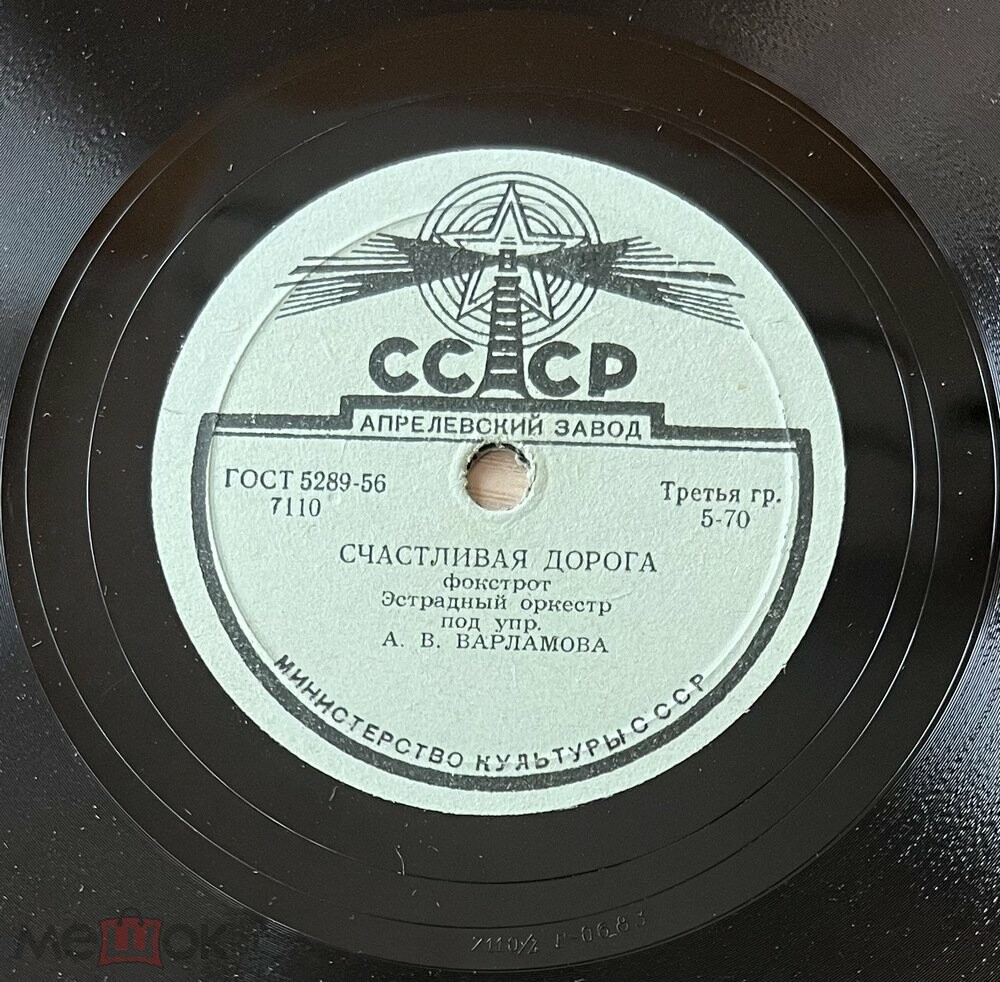 СССР
АПРЕЛЕВСКИЙ ЗАВОД
ГОСТ 5289-56
7110
Третья гр.
5-70
СЧАСТЛИВАЯ ДОРОГА
фокстрот
Эстрадный оркестр
под упр.
А. В. ВАРЛАМОВА
МИНИСТЕРСТВО КУЛЬТУРЫ СССР
мешок